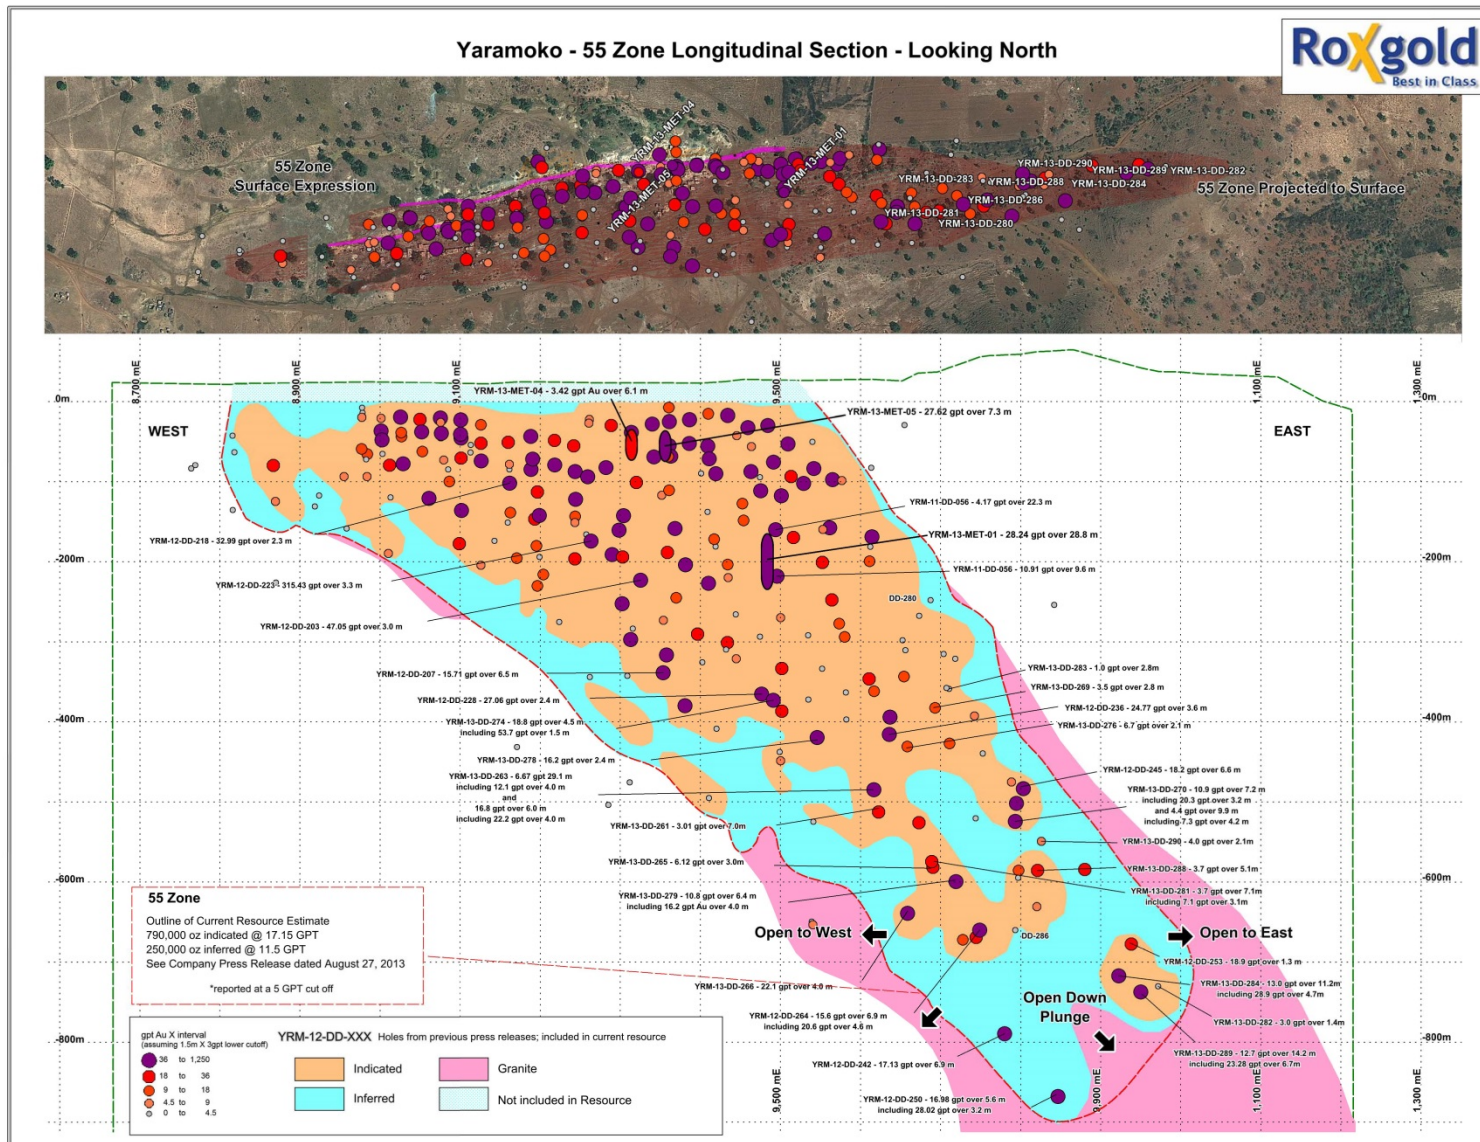 Yaramoko - 55 Zone Longitudinal Section - Looking North
Roxgold
Best in Class
YRM-13-MET-04
YRM-13-MET-01
YRM-13-MET-05
55 Zone
Surface Expression
YRM-13-DD-290
YRM-13-DD-289
YRM-13-DD-282
YRM-13-DD-283
YRM-13-DD-288
YRM-13-DD-284
YRM-13-DD-286
YRM-13-DD-281
YRM-13-DD-280
55 Zone Projected to Surface
8,700 mE
8,900 mE
9,100 mE
9,500 mE
1,100 mE
1,300 mE
0m
0m
WEST
EAST
YRM-13-MET-04 - 3.42 gpt Au over 6.1 m
YRM-13-MET-05 - 27.62 gpt over 7.3 m
YRM-11-DD-056 - 4.17 gpt over 22.3 m
YRM-13-MET-01 - 28.24 gpt over 28.8 m
YRM-11-DD-056 - 10.91 gpt over 9.6 m
YRM-12-DD-218 - 32.99 gpt over 2.3 m
-200m
-200m
YRM-12-DD-223 - 315.43 gpt over 3.3 m
DD-280
YRM-12-DD-203 - 47.05 gpt over 3.0 m
YRM-12-DD-207 - 15.71 gpt over 6.5 m
YRM-12-DD-228 - 27.06 gpt over 2.4 m
YRM-13-DD-274 - 18.8 gpt over 4.5 m
including 53.7 gpt over 1.5 m
YRM-13-DD-278 - 16.2 gpt over 2.4 m
YRM-13-DD-263 - 6.67 gpt 29.1 m
including 12.1 gpt over 4.0 m
and
16.8 gpt over 6.0 m
including 22.2 gpt over 4.0 m
YRM-13-DD-261 - 3.01 gpt over 7.0m
YRM-13-DD-265 - 6.12 gpt over 3.0m
YRM-13-DD-279 - 10.8 gpt over 6.4 m
including 16.2 gpt Au over 4.0 m
YRM-13-DD-283 - 1.0 gpt over 2.8m
YRM-13-DD-269 - 3.5 gpt over 2.8 m
YRM-12-DD-236 - 24.77 gpt over 3.6 m
YRM-13-DD-276 - 6.7 gpt over 2.1 m
-400m
-400m
YRM-12-DD-245 - 18.2 gpt over 6.6 m
YRM-13-DD-270 - 10.9 gpt over 7.2 m
including 20.3 gpt over 3.2 m
and 4.4 gpt over 9.9 m
including 7.3 gpt over 4.2 m
YRM-13-DD-290 - 4.0 gpt over 2.1m
YRM-13-DD-288 - 3.7 gpt over 5.1m
YRM-13-DD-281 - 3.7 gpt over 7.1m
including 7.1 gpt over 3.1m
-600m
-600m
Open to West
DD-286
Open to East
YRM-12-DD-253 - 18.9 gpt over 1.3 m
YRM-13-DD-284 - 13.0 gpt over 11.2m
including 28.9 gpt over 4.7m
YRM-13-DD-282 - 3.0 gpt over 1.4m
YRM-13-DD-289 - 12.7 gpt over 14.2 m
including 23.28 gpt over 6.7m
YRM-13-DD-266 - 22.1 gpt over 4.0 m
Open Down
Plunge
YRM-12-DD-264 - 15.6 gpt over 6.9 m
including 20.6 gpt over 4.6 m
YRM-12-DD-242 - 17.13 gpt over 6.9 m
YRM-12-DD-250 - 16.98 gpt over 5.6 m
including 28.02 gpt over 3.2 m
-800m
-800m
9,500 mE
9,900 mE
1,100 mE
1,300 mE
55 Zone
Outline of Current Resource Estimate
790,000 oz indicated @ 17.15 GPT
250,000 oz inferred @ 11.5 GPT
See Company Press Release dated August 27, 2013
*reported at a 5 GPT cut off
gpt Au X interval
(assuming 1.5m X 3gpt lower cutoff)
36 to 1,250
18 to 36
9 to 18
4.5 to 9
0 to 4.5
YRM-12-DD-XXX Holes from previous press releases; included in current resource
Indicated
Granite
Inferred
Not included in Resource